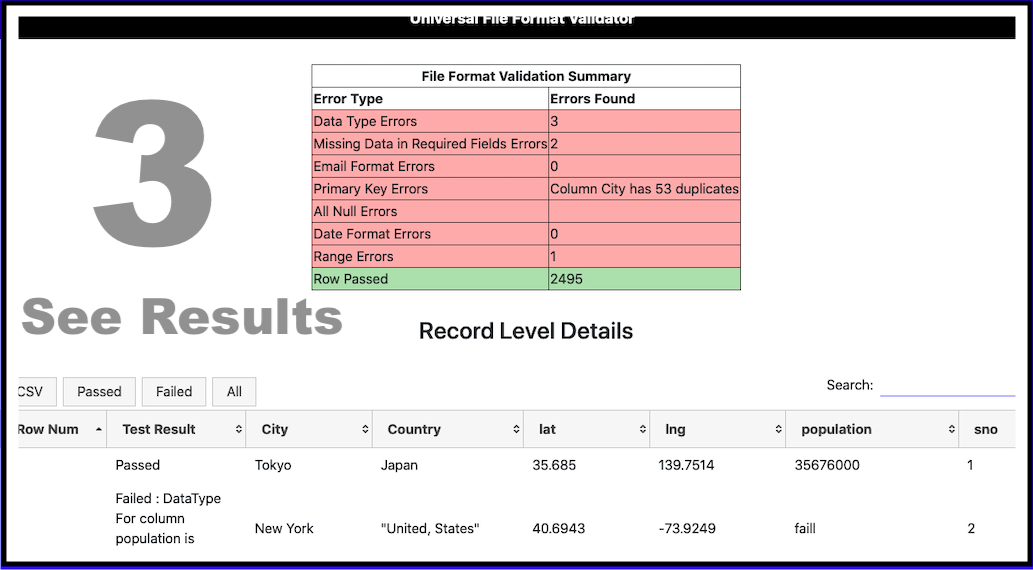 Universal File Format Validator
3
See Results
File Format Validation Summary
Error Type Errors Found
Data Type Errors 3
Missing Data in Required Fields Errors 2
Email Format Errors 0
Primary Key Errors Column City has 53 duplicates
All Null Errors
Date Format Errors 0
Range Errors 1
Row Passed 2495
Record Level Details
CSV Passed Failed All Search:
Row Num Test Result City Country lat lng population sno
Passed Tokyo Japan 35.685 139.7514 35676000 1
Failed : DataType
For column
population is
New York "United, States" 40.6943 -73.9249 faill 2